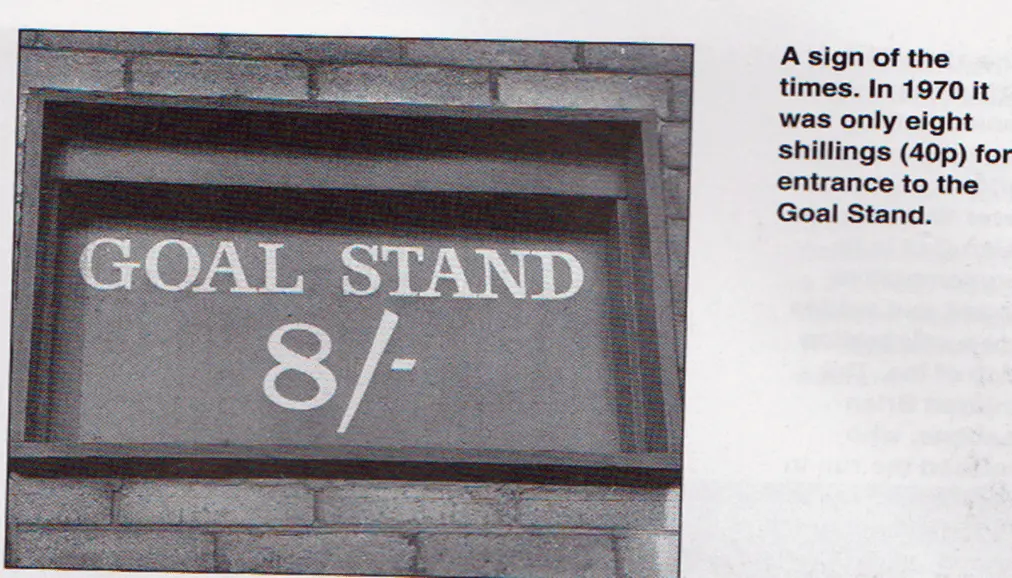 GOAL STAND
8/-
A sign of the
times. In 1970 it
was only eight
shillings (40p) for
entrance to the
Goal Stand.